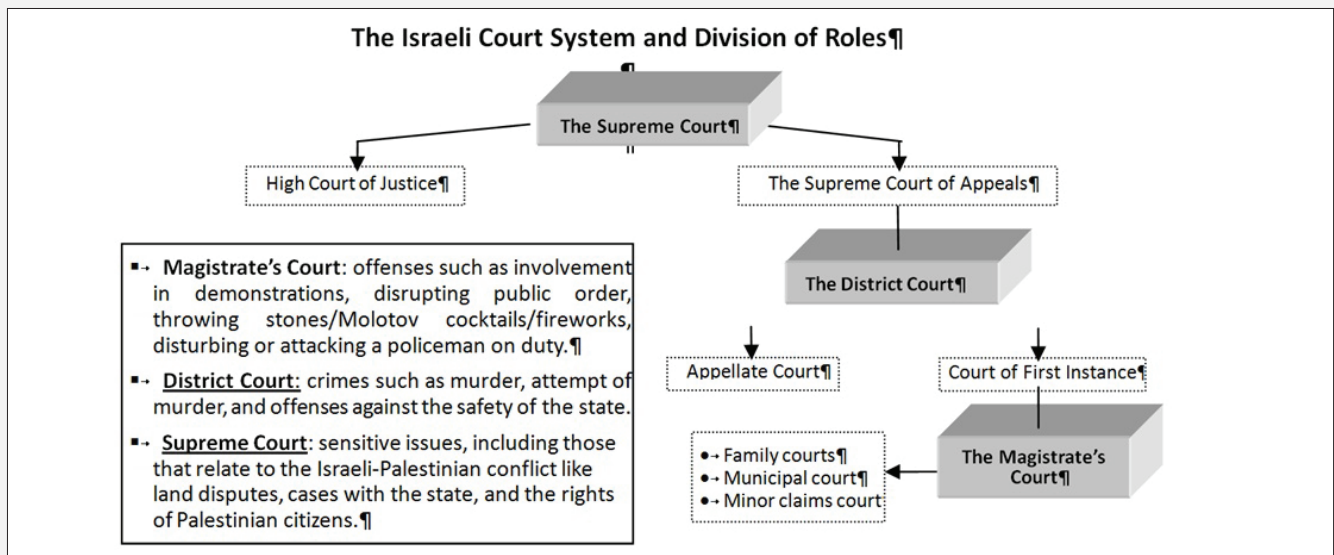 The Israeli Court System and Division of Roles¶
¶
The Supreme Court¶
¶
High Court of Justice¶
The Supreme Court of Appeals¶
▪→ Magistrate’s Court: offenses such as involvement
in demonstrations, disrupting public order,
throwing stones/Molotov cocktails/fireworks,
disturbing or attacking a policeman on duty.¶
▪→ District Court: crimes such as murder, attempt of
murder, and offenses against the safety of the state.
▪→ Supreme Court: sensitive issues, including those
that relate to the Israeli-Palestinian conflict like
land disputes, cases with the state, and the rights
of Palestinian citizens.¶
The District Court¶
Appellate Court¶
Court of First Instance¶
The Magistrate’s
Court¶
●→ Family courts¶
●→ Municipal court¶
●→ Minor claims court